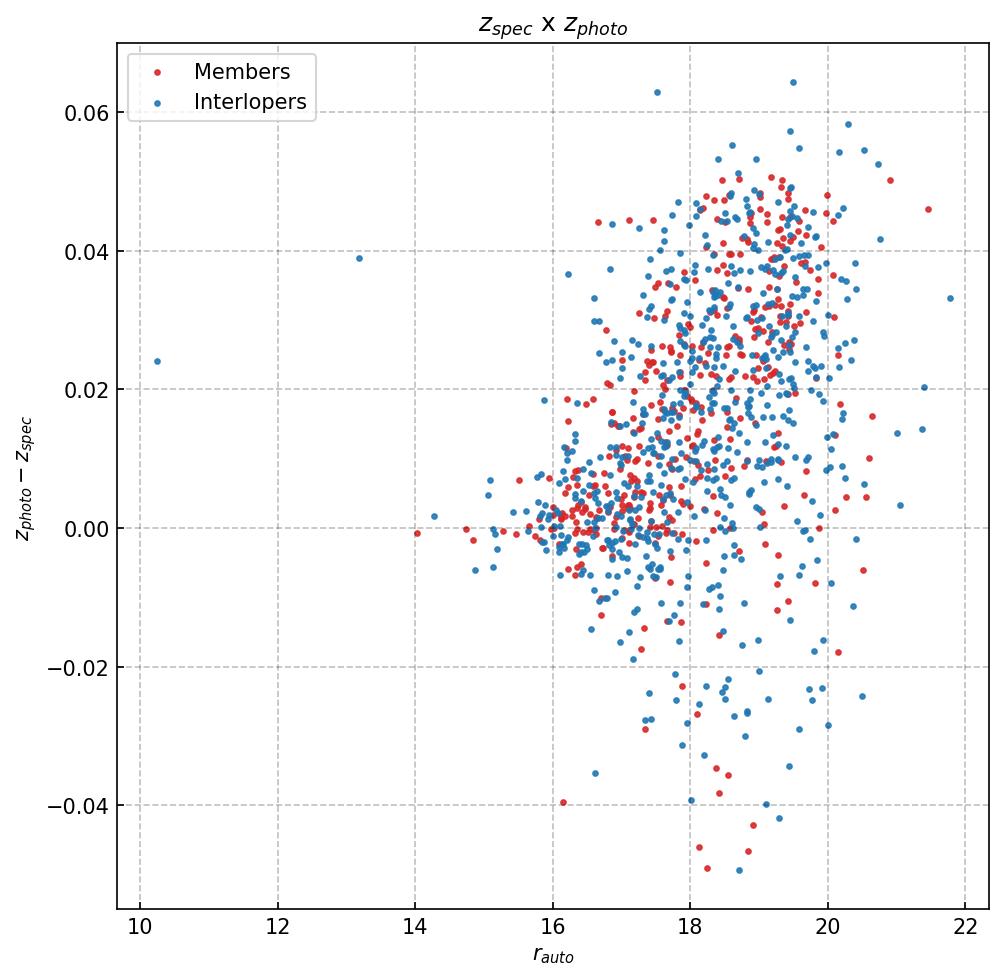 z_spec x z_photo
Members
Interlopers
0.06
0.04
0.02
0.00
−0.02
−0.04
z_photo − z_spec
10 12 14 16 18 20 22
r_auto